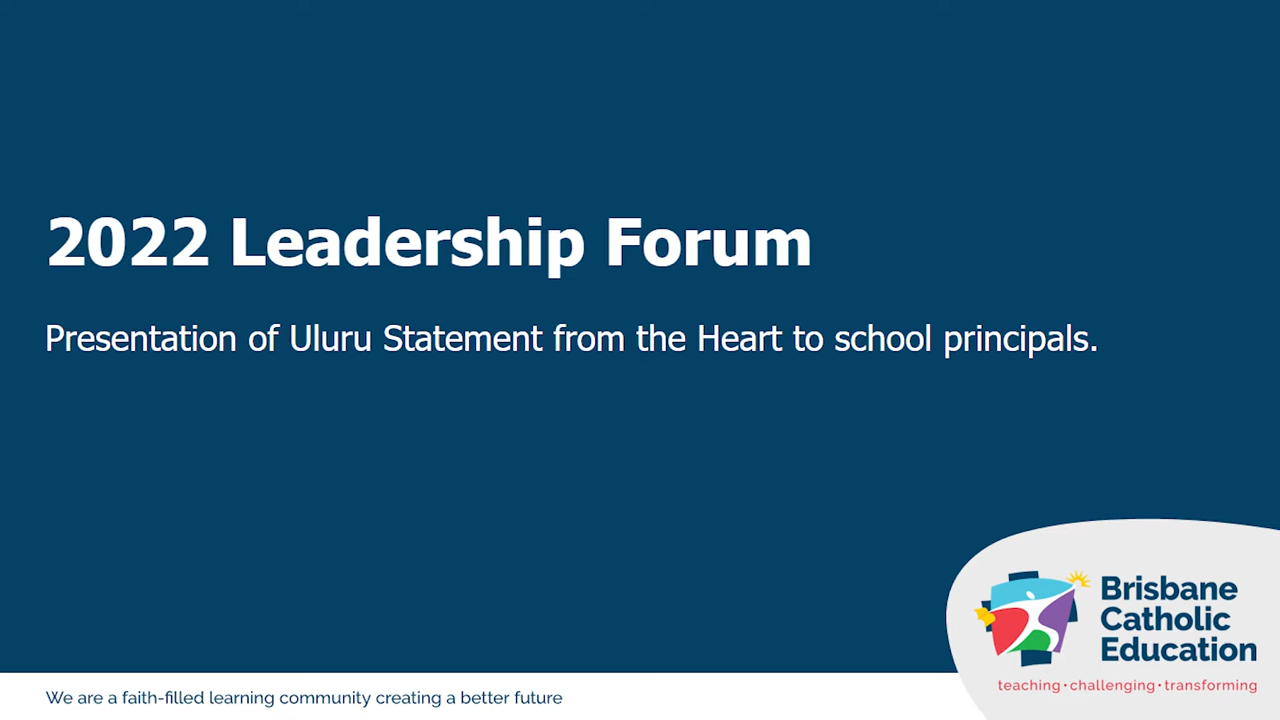 2022 Leadership Forum
Presentation of Uluru Statement from the Heart to school principals.
Brisbane
Catholic
Education
teaching·challenging·transforming
We are a faith-filled learning community creating a better future